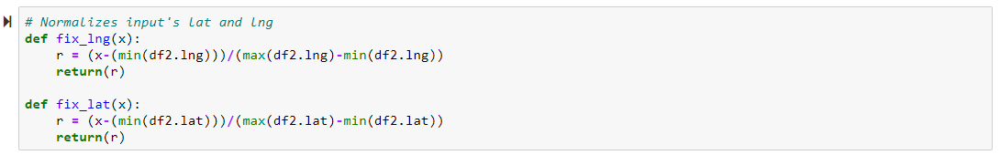 # Normalizes input's lat and lng
def fix_lng(x):
    r = (x-(min(df2.lng)))/(max(df2.lng)-min(df2.lng))
    return(r)

def fix_lat(x):
    r = (x-(min(df2.lat)))/(max(df2.lat)-min(df2.lat))
    return(r)